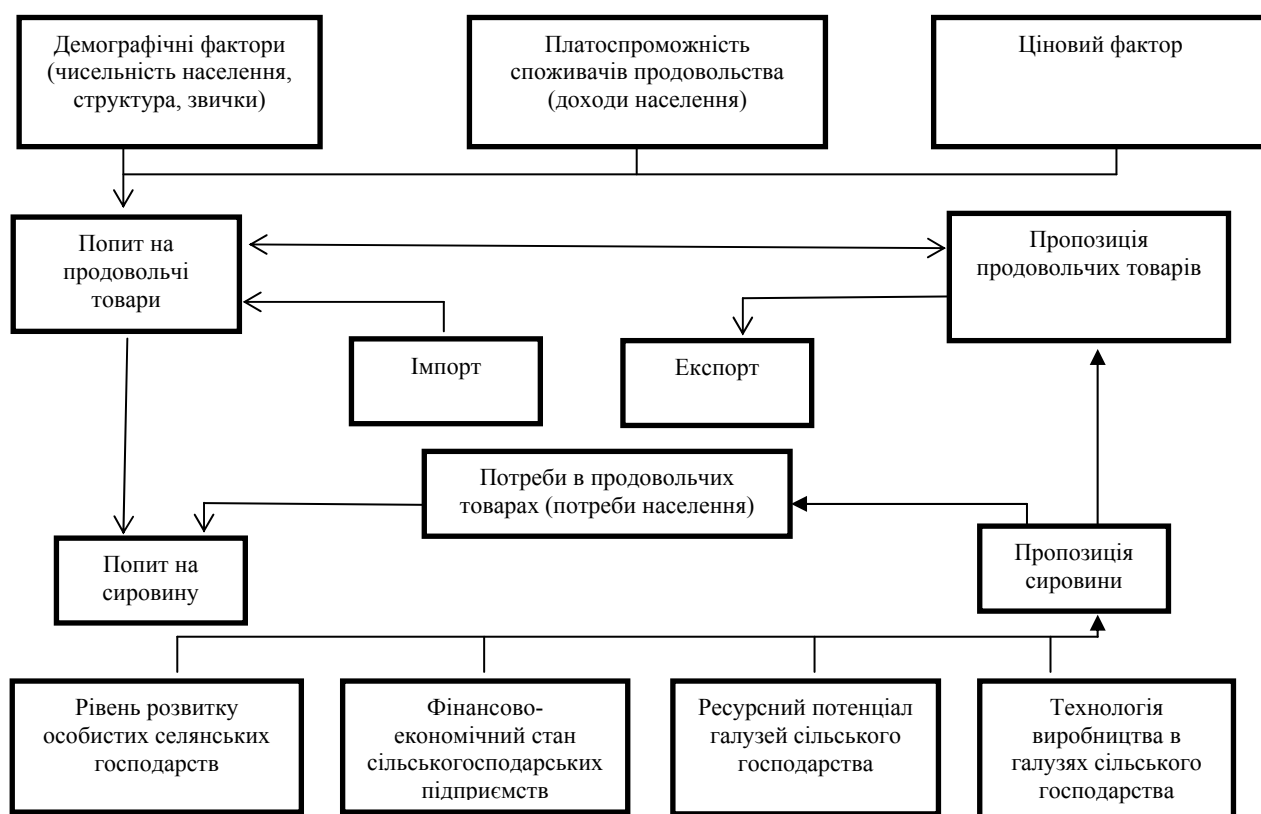 Демографічні фактори
(чисельність населення,
структура, звички)
Платоспроможність
споживачів продовольства
(доходи населення)
Ціновий фактор
Попит на
продовольчі
товари
Пропозиція
продовольчих товарів
Імпорт
Експорт
Потреби в продовольчих
товарах (потреби населення)
Попит на
сировину
Пропозиція
сировини
Рівень розвитку
особистих селянських
господарств
Фінансово-
економічний стан
сільськогосподарських
підприємств
Ресурсний потенціал
галузей сільського
господарства
Технологія
виробництва в
галузях сільського
господарства